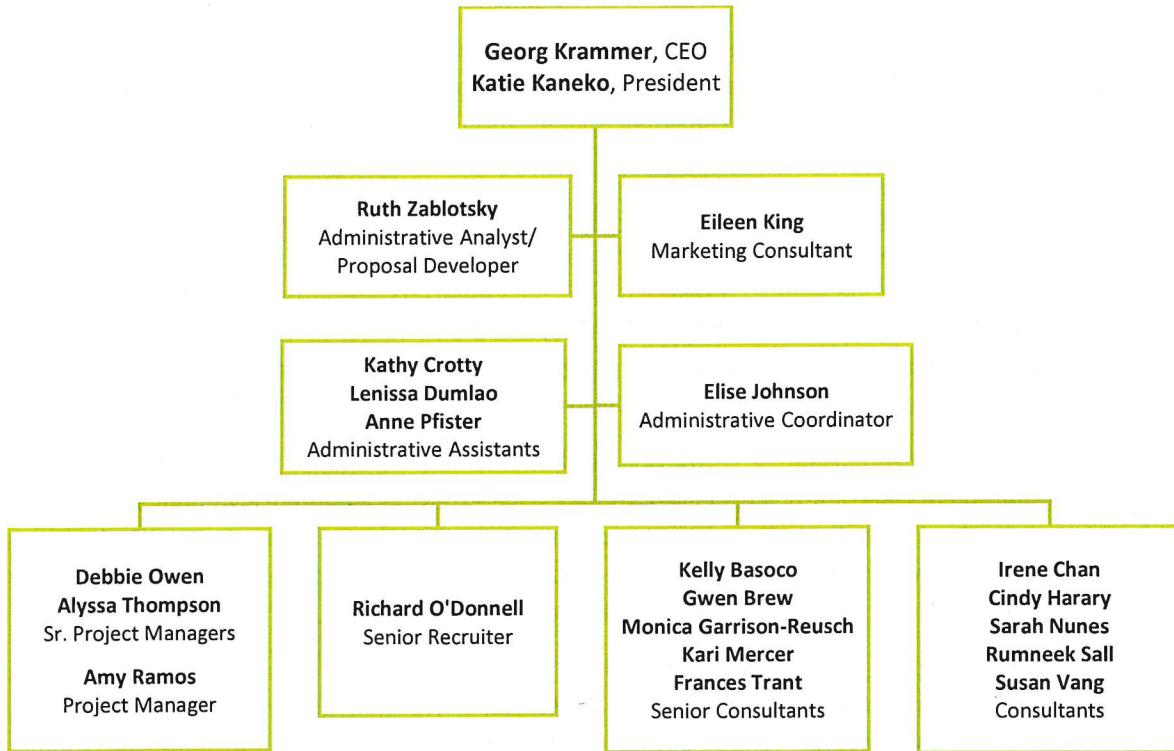 Georg Krammer, CEO
Katie Kaneko, President
Ruth Zablotsky
Administrative Analyst/
Proposal Developer
Eileen King
Marketing Consultant
Kathy Crotty
Lenissa Dumlao
Anne Pfister
Administrative Assistants
Elise Johnson
Administrative Coordinator
Debbie Owen
Alyssa Thompson
Sr. Project Managers
Amy Ramos
Project Manager
Richard O'Donnell
Senior Recruiter
Kelly Basoco
Gwen Brew
Monica Garrison-Reusch
Kari Mercer
Frances Trant
Senior Consultants
Irene Chan
Cindy Harary
Sarah Nunes
Rumneek Sall
Susan Vang
Consultants